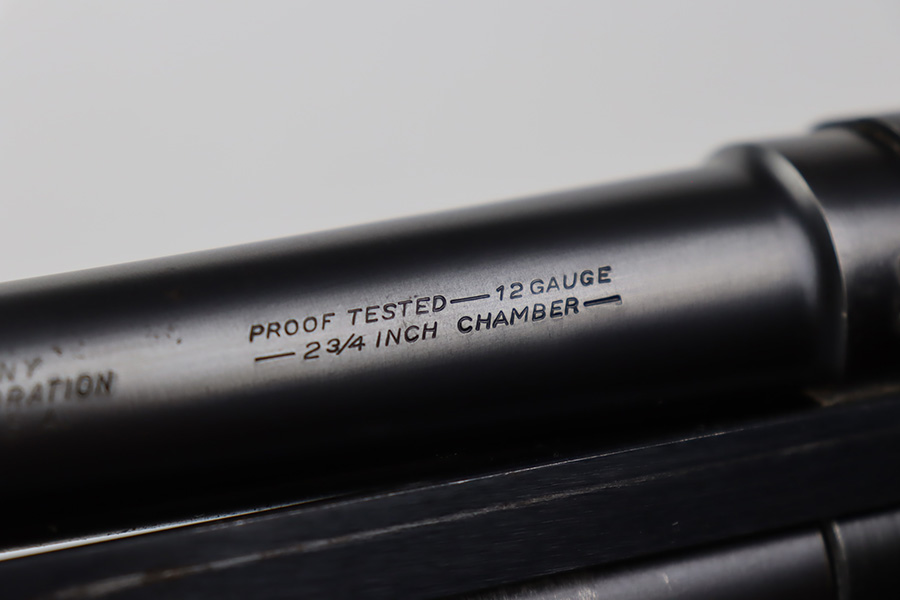 PROOF TESTED—12 GAUGE
—2 3/4 INCH CHAMBER—